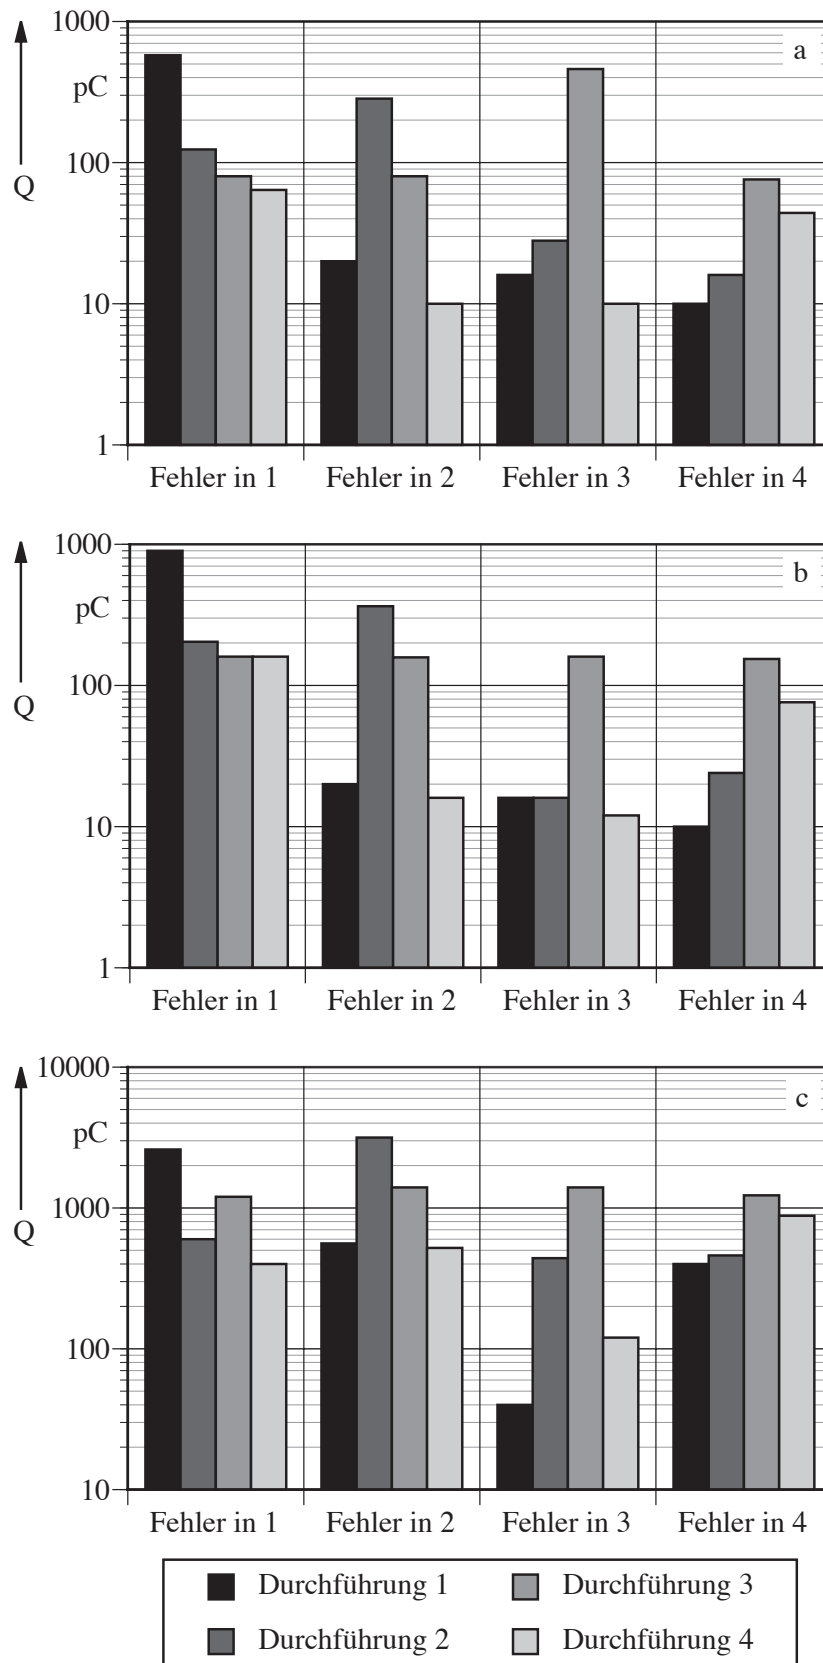 1000
a
pC
100
Q
10
1
Fehler in 1 Fehler in 2 Fehler in 3 Fehler in 4
1000
b
pC
100
Q
10
1
Fehler in 1 Fehler in 2 Fehler in 3 Fehler in 4
10000
c
pC
1000
Q
100
10
Fehler in 1 Fehler in 2 Fehler in 3 Fehler in 4
Durchführung 1 Durchführung 3
Durchführung 2 Durchführung 4